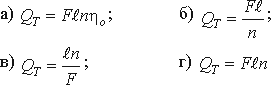 а) Q_T = Fℓnη_o;
б) Q_T = Fℓ/n;
в) Q_T = ℓn/F;
г) Q_T = Fℓn